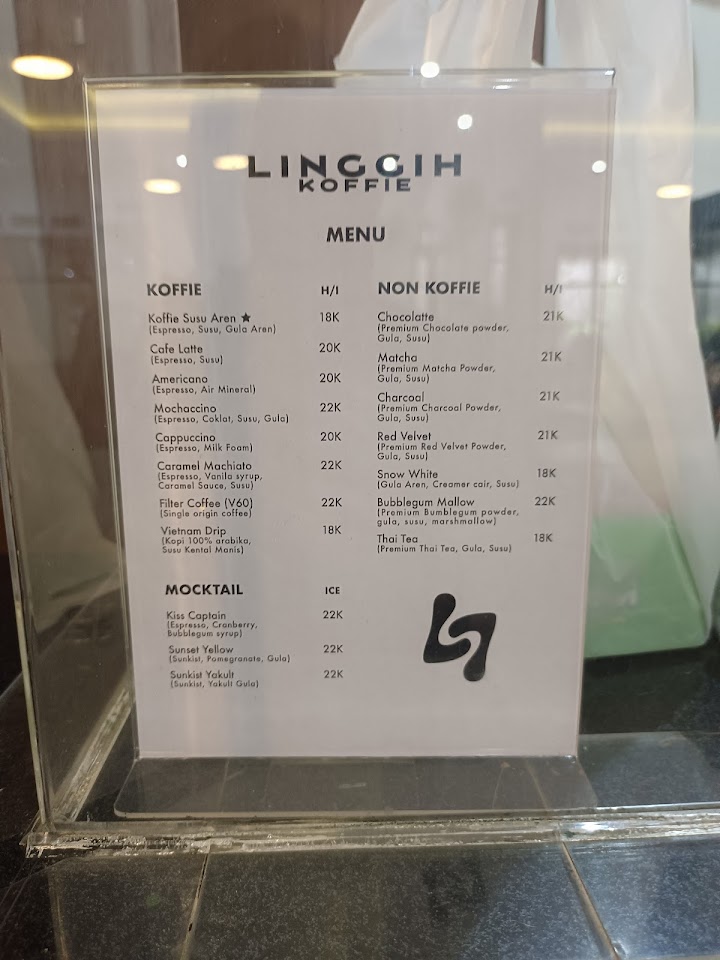 LINGGIH
KOFFIE
MENU
KOFFIE H/I
Koffie Susu Aren ★ 18K
(Espresso, Susu, Gula Aren)
Cafe Latte 20K
(Espresso, Susu)
Americano 20K
(Espresso, Air Mineral)
Mochaccino 22K
(Espresso, Coklat, Susu, Gula)
Cappuccino 20K
(Espresso, Milk Foam)
Caramel Machiato 22K
(Espresso, Vanila syrup,
Caramel Sauce, Susu)
Filter Coffee (V60) 22K
(Single origin coffee)
Vietnam Drip 18K
(Kopi 100% arabika,
Susu Kental Manis)
MOCKTAIL ICE
Kiss Captain 22K
(Espresso, Cranberry,
Bubblegum syrup)
Sunset Yellow 22K
(Sunkist, Pomegranate, Gula)
Sunkist Yakult 22K
(Sunkist, Yakult Gula)
NON KOFFIE H/I
Chocolatte 21K
(Premium Chocolate powder,
Gula, Susu)
Matcha 21K
(Premium Matcha Powder,
Gula, Susu)
Charcoal 21K
(Premium Charcoal Powder,
Gula, Susu)
Red Velvet 21K
(Premium Red Velvet Powder,
Gula, Susu)
Snow White 18K
(Gula Aren, Creamer cair, Susu)
Bubblegum Mallow 22K
(Premium Bumblegum powder,
gula, susu, marshmallow)
Thai Tea 18K
(Premium Thai Tea, Gula, Susu)